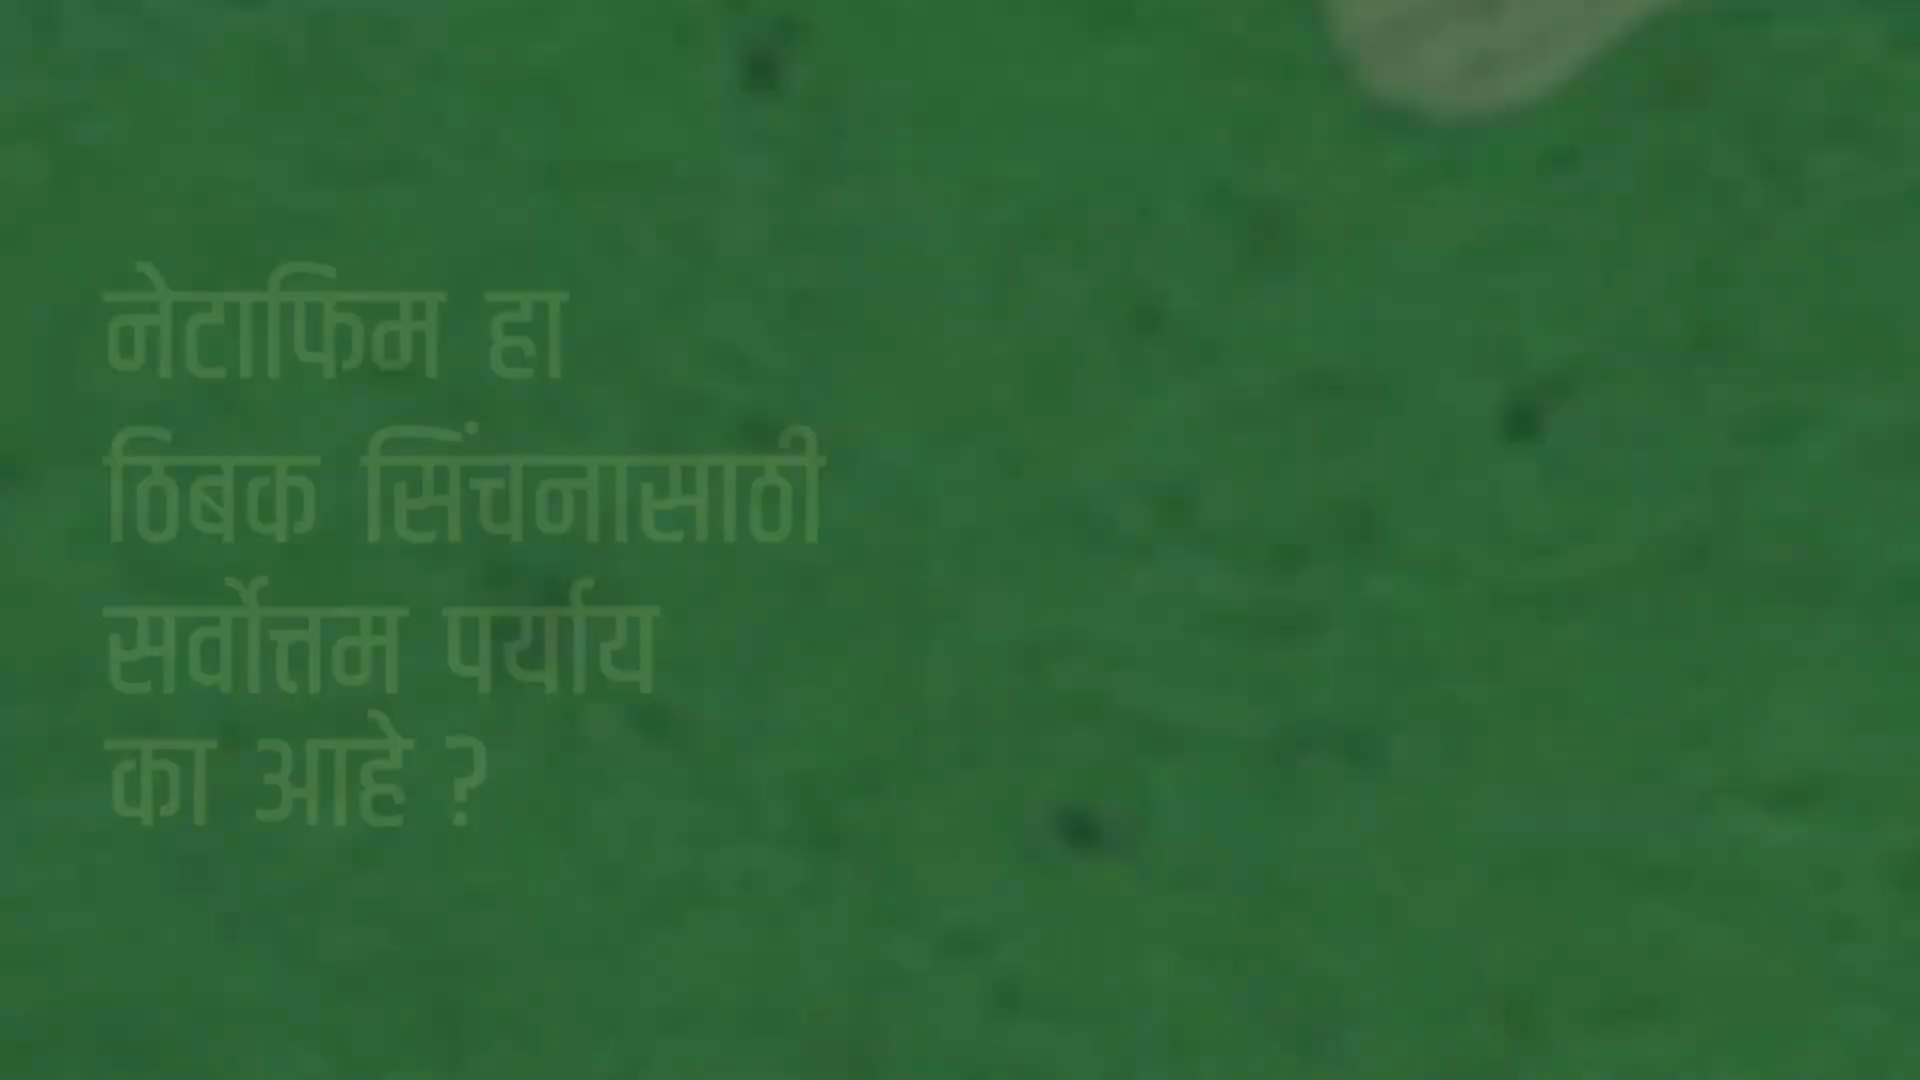 नेटाफिम हा
ठिबक सिंचनासाठी
सर्वोत्तम पर्याय
का आहे ?